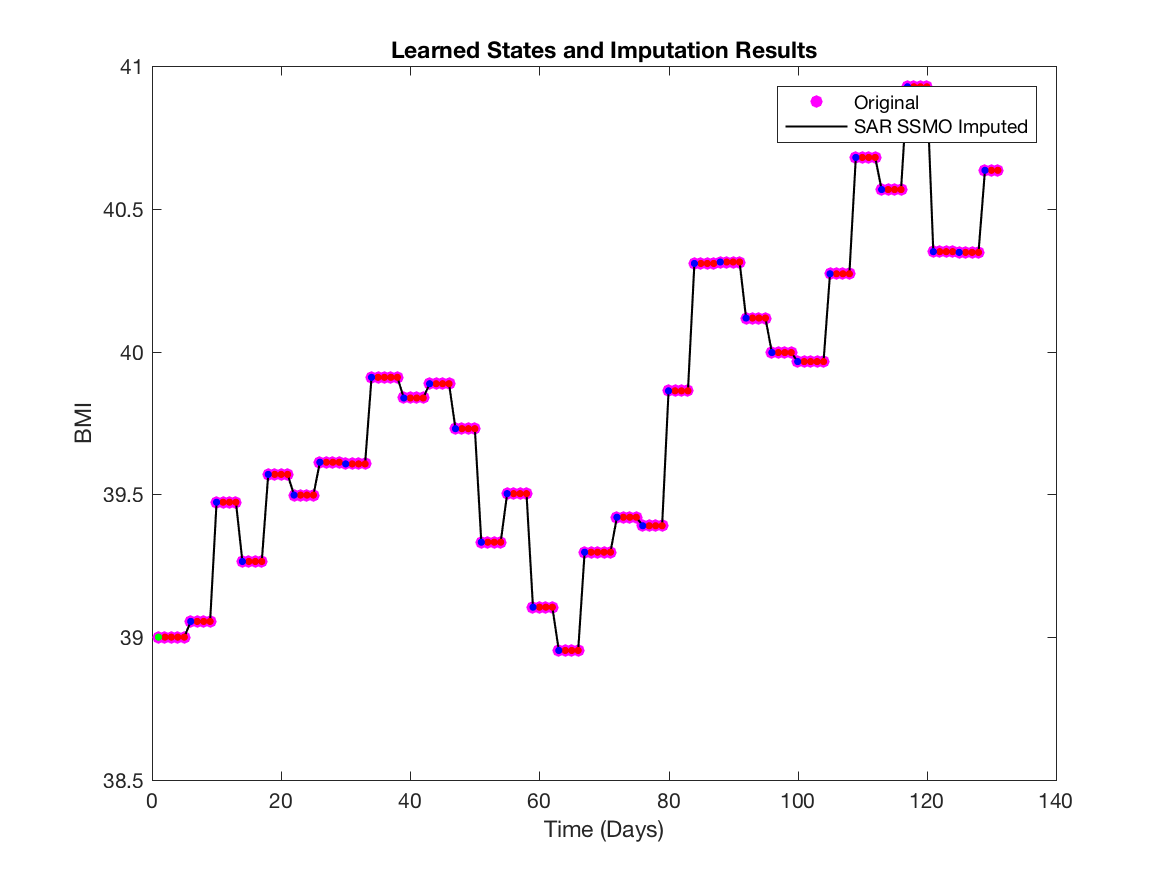 Learned States and Imputation Results
41
40.5
40
39.5
39
38.5
BMI
Original
SAR SSMO Imputed
0 20 40 60 80 100 120 140
Time (Days)